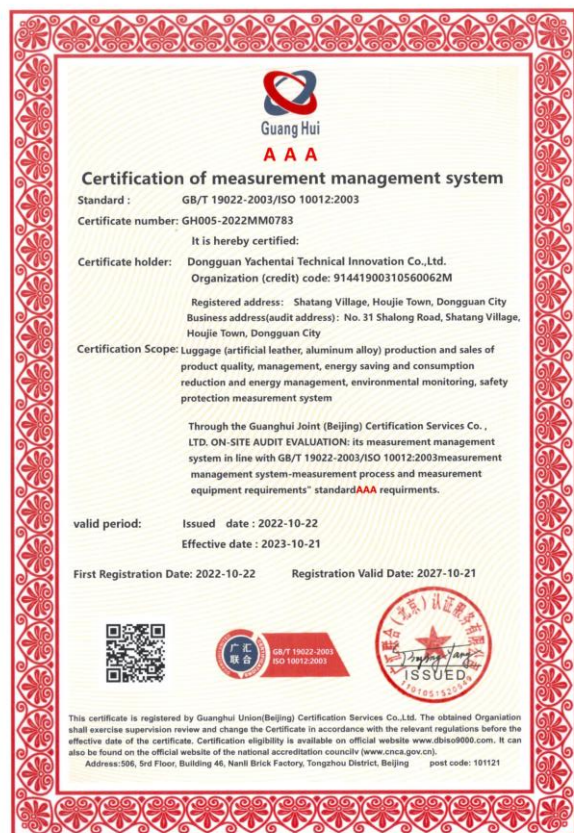 Guang Hui
A A A
Certification of measurement management system
Standard : GB/T 19022-2003/ISO 10012:2003
Certificate number: GH005-2022MM0783
It is hereby certified:
Certificate holder: Dongguan Yachentai Technical Innovation Co.,Ltd.
Organization (credit) code: 91441900310560062M
Registered address: Shatang Village, Houjie Town, Dongguan City
Business address(audit address): No. 31 Shalong Road, Shatang Village,
Houjie Town, Dongguan City
Certification Scope: Luggage (artificial leather, aluminum alloy) production and sales of
product quality, management, energy saving and consumption
reduction and energy management, environmental monitoring, safety
protection measurement system
Through the Guanghui Joint (Beijing) Certification Services Co. ,
LTD. ON-SITE AUDIT EVALUATION: its measurement management
system in line with GB/T 19022-2003/ISO 10012:2003measurement
management system-measurement process and measurement
equipment requirements" standardAAA requirments.
valid period: Issued date : 2022-10-22
Effective date : 2023-10-21
First Registration Date: 2022-10-22 Registration Valid Date: 2027-10-21
广汇
联合
GB/T 19022-2003
ISO 10012:2003
广汇联合（北京）认证服务有限公司
ISSUED
1101051520549
This certificate is registered by Guanghui Union(Beijing) Certification Services Co.,Ltd. The obtained Organiation
shall exercise supervision review and change the Certificate in accordance with the relevant regulations before the
effective date of the certificate. Certification eligibility is available on official website www.dbiso9000.com. It can
also be found on the official website of the national accreditation councilv (www.cnca.gov.cn).
Address:506, 5rd Floor, Building 46, Nanli Brick Factory, Tongzhou District, Beijing post code: 101121